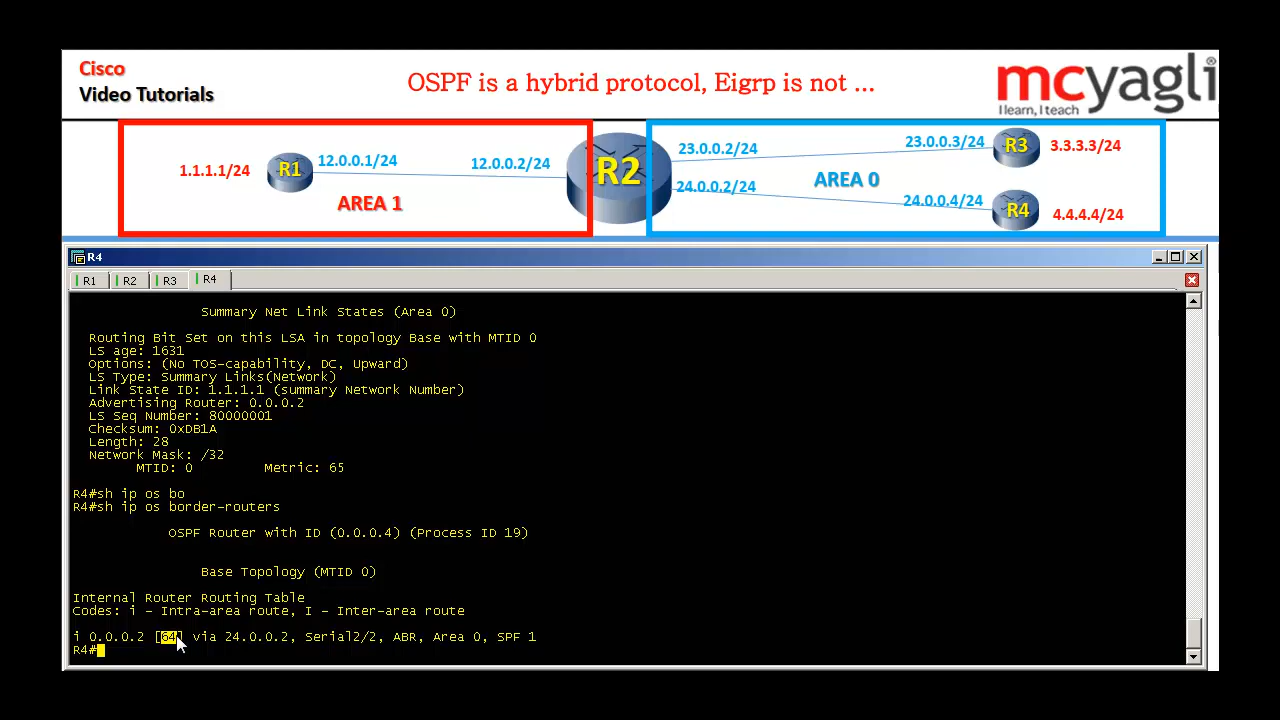 Cisco
Video Tutorials
OSPF is a hybrid protocol, Eigrp is not ...
mcyagli
I learn, I teach
1.1.1.1/24
R1
12.0.0.1/24
12.0.0.2/24
AREA 1
R2
23.0.0.2/24
23.0.0.3/24
R3
3.3.3.3/24
AREA 0
24.0.0.2/24
24.0.0.4/24
R4
4.4.4.4/24
R4
R1 R2 R3 R4
Summary Net Link States (Area 0)
Routing Bit Set on this LSA in topology Base with MTID 0
LS age: 1631
Options: (No TOS-capability, DC, Upward)
LS Type: Summary Links(Network)
Link State ID: 1.1.1.1 (summary Network Number)
Advertising Router: 0.0.0.2
LS Seq Number: 80000001
Checksum: 0xDB1A
Length: 28
Network Mask: /32
MTID: 0 Metric: 65
R4#sh ip os bo
R4#sh ip os border-routers
OSPF Router with ID (0.0.0.4) (Process ID 19)
Base Topology (MTID 0)
Internal Router Routing Table
Codes: i - Intra-area route, I - Inter-area route
i 0.0.0.2 [64] via 24.0.0.2, Serial2/2, ABR, Area 0, SPF 1
R4#